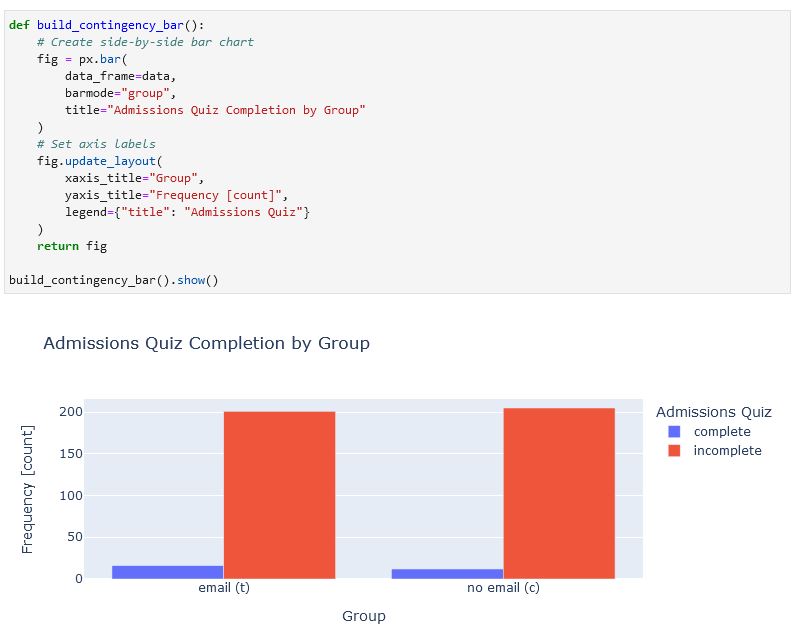 def build_contingency_bar():
    # Create side-by-side bar chart
    fig = px.bar(
        data_frame=data,
        barmode="group",
        title="Admissions Quiz Completion by Group"
    )
    # Set axis labels
    fig.update_layout(
        xaxis_title="Group",
        yaxis_title="Frequency [count]",
        legend={"title": "Admissions Quiz"}
    )
    return fig

build_contingency_bar().show()
Admissions Quiz Completion by Group
Frequency [count]
200
150
100
50
0
email (t)
no email (c)
Group
Admissions Quiz
complete
incomplete